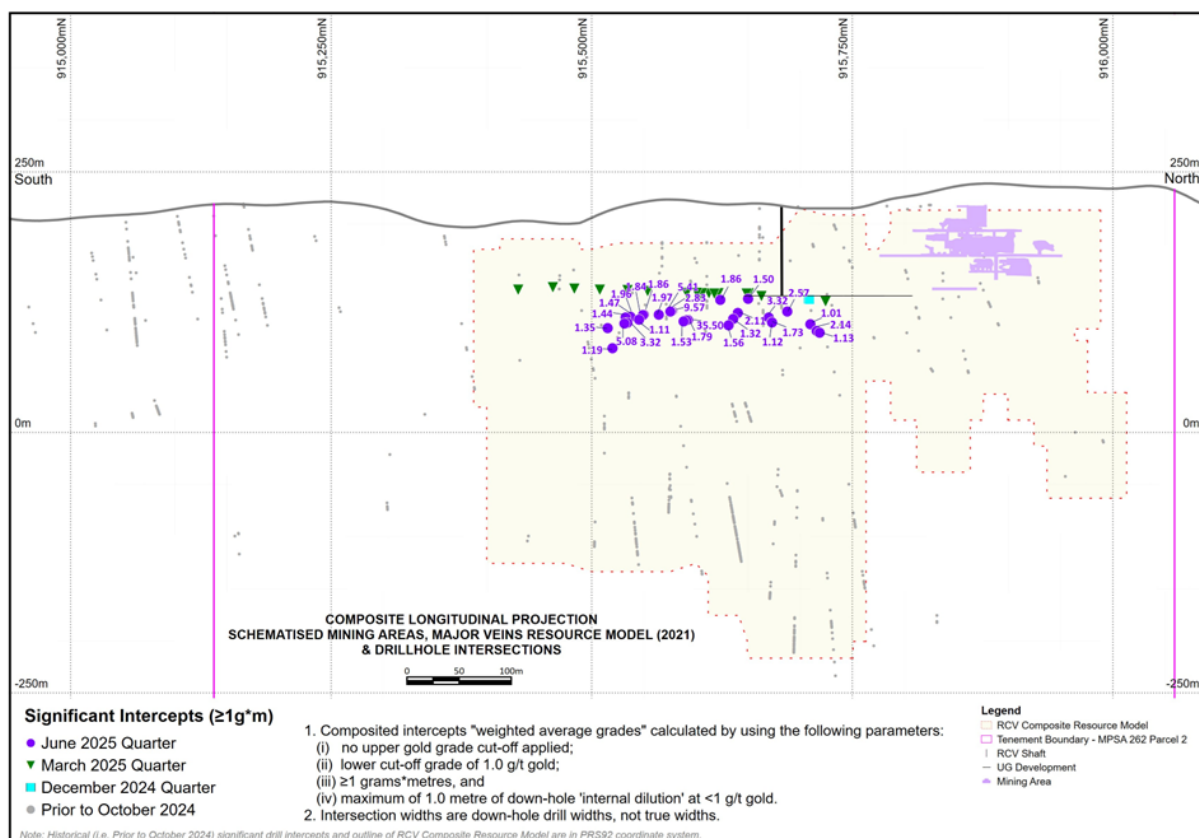 915,000mN
915,250mN
915,500mN
915,750mN
916,000mN
250m
South
250m
North
1.86
1.50
1.84
1.86
5.41
2.57
1.96
1.97
2.83
3.32
1.47
9.57
1.44
1.01
1.35
1.11
35.50
2.11
2.14
5.08
3.32
1.53
1.79
1.32
1.73
1.13
1.19
1.56
1.12
0m
0m
COMPOSITE LONGITUDINAL PROJECTION
SCHEMATISED MINING AREAS, MAJOR VEINS RESOURCE MODEL (2021)
& DRILLHOLE INTERSECTIONS
0 50 100m
-250m
-250m
Significant Intercepts (≥1g*m)
June 2025 Quarter
March 2025 Quarter
December 2024 Quarter
Prior to October 2024
1. Composited intercepts "weighted average grades" calculated by using the following parameters:
(i) no upper gold grade cut-off applied;
(ii) lower cut-off grade of 1.0 g/t gold;
(iii) ≥1 grams*metres, and
(iv) maximum of 1.0 metre of down-hole 'internal dilution' at <1 g/t gold.
2. Intersection widths are down-hole drill widths, not true widths.
Legend
RCV Composite Resource Model
Tenement Boundary - MPSA 262 Parcel 2
RCV Shaft
UG Development
Mining Area
Note: Historical (i.e. Prior to October 2024) significant drill intercepts and outline of RCV Composite Resource Model are in PRS92 coordinate system.